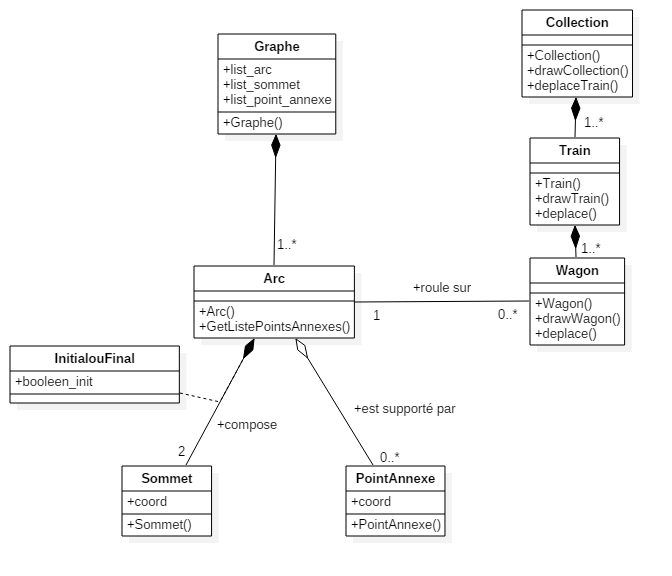 Collection
+Collection()
+drawCollection()
+deplaceTrain()
1..*
Graphe
+list_arc
+list_sommet
+list_point_annexe
+Graphe()
1..*
Train
+Train()
+drawTrain()
+deplace()
1..*
Arc
+Arc()
+GetListePointsAnnexes()
+roule sur
1
0..*
Wagon
+Wagon()
+drawWagon()
+deplace()
InitialouFinal
+booleen_init
+compose
2
+est supporté par
0..*
Sommet
+coord
+Sommet()
PointAnnexe
+coord
+PointAnnexe()